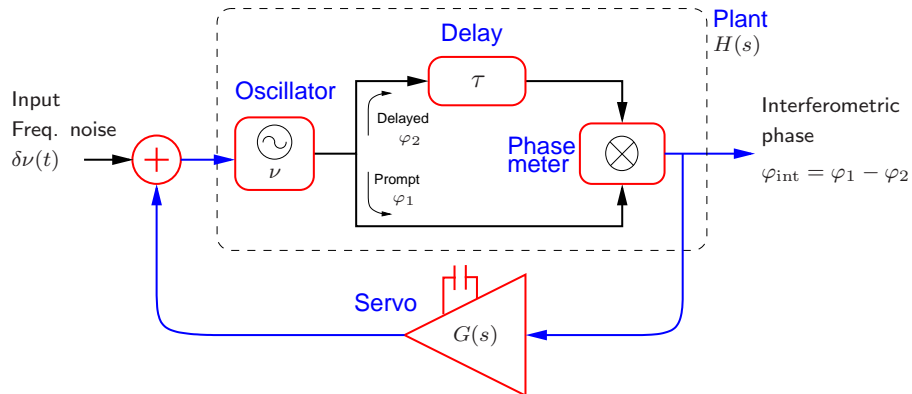 Plant
H(s)
Delay
τ
Oscillator
ν
Input
Freq. noise
δν(t)
+
Delayed
φ₂
Prompt
φ₁
Phase
meter
Interferometric
phase
φint = φ₁ − φ₂
Servo
G(s)